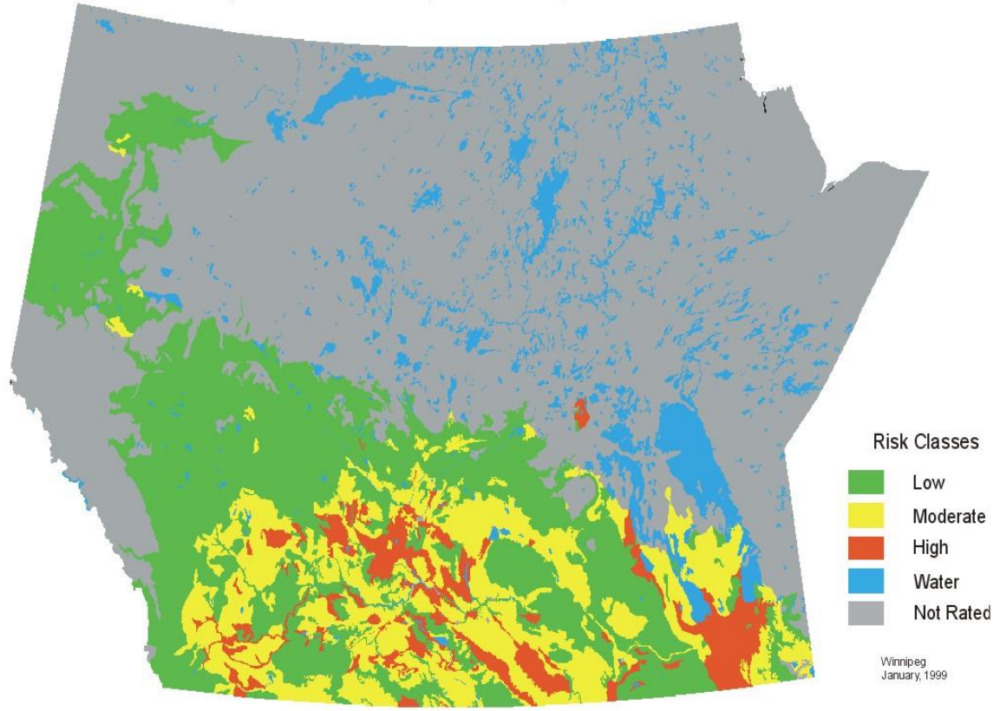 Risk Classes
Low
Moderate
High
Water
Not Rated
Winnipeg
January, 1999